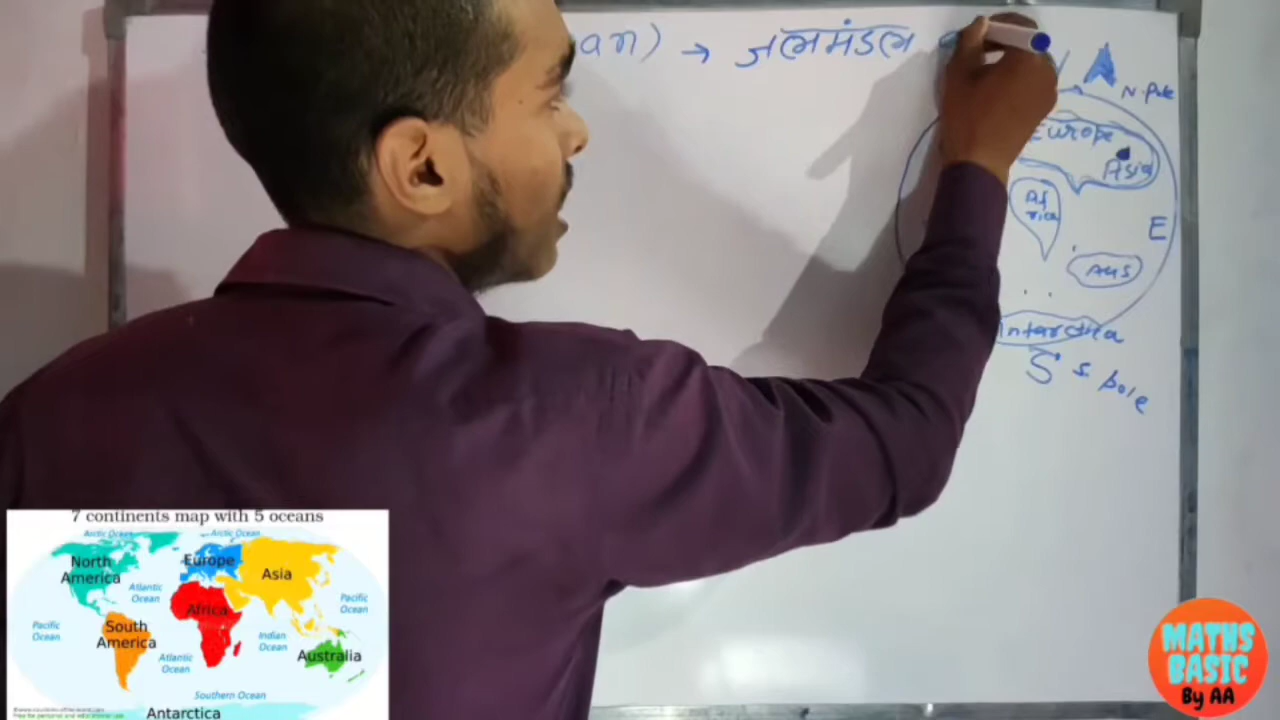 an) → जलमंडल
N. Pole
Europe
Asia
Af
rica
E
Aus
Antarctica
S S pole
7 continents map with 5 oceans
Arctic Ocean
Arctic Ocean
North
America
Europe
Asia
Atlantic
Ocean
Africa
Pacific
Ocean
Pacific
Ocean
South
America
Indian
Ocean
Atlantic
Ocean
Australia
Southern Ocean
Antarctica
MATHS
BASIC
By AA